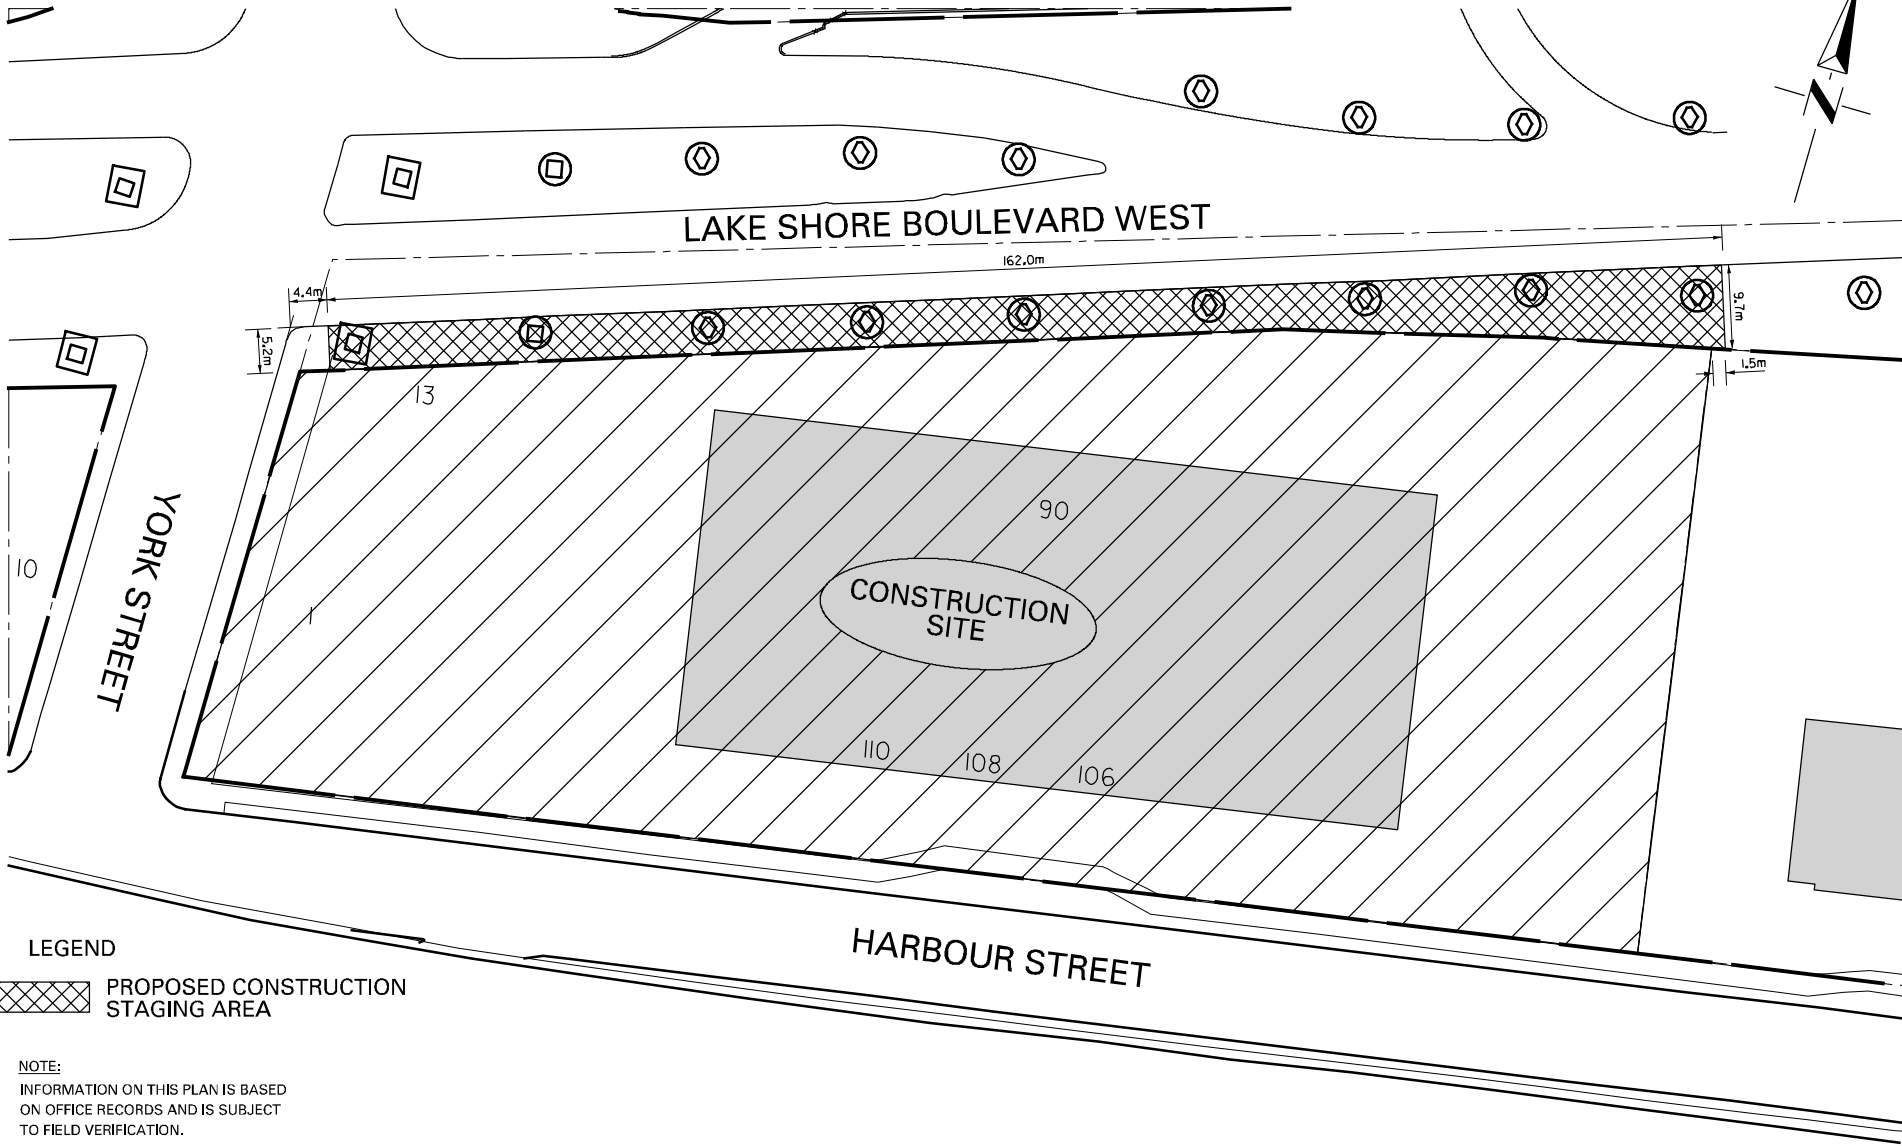 N
LAKE SHORE BOULEVARD WEST
162.0m
4.4m
5.2m
9.7m
1.5m
13
90
10
YORK STREET
1
CONSTRUCTION
SITE
110
108
106
HARBOUR STREET
LEGEND
PROPOSED CONSTRUCTION
STAGING AREA
NOTE:
INFORMATION ON THIS PLAN IS BASED
ON OFFICE RECORDS AND IS SUBJECT
TO FIELD VERIFICATION.